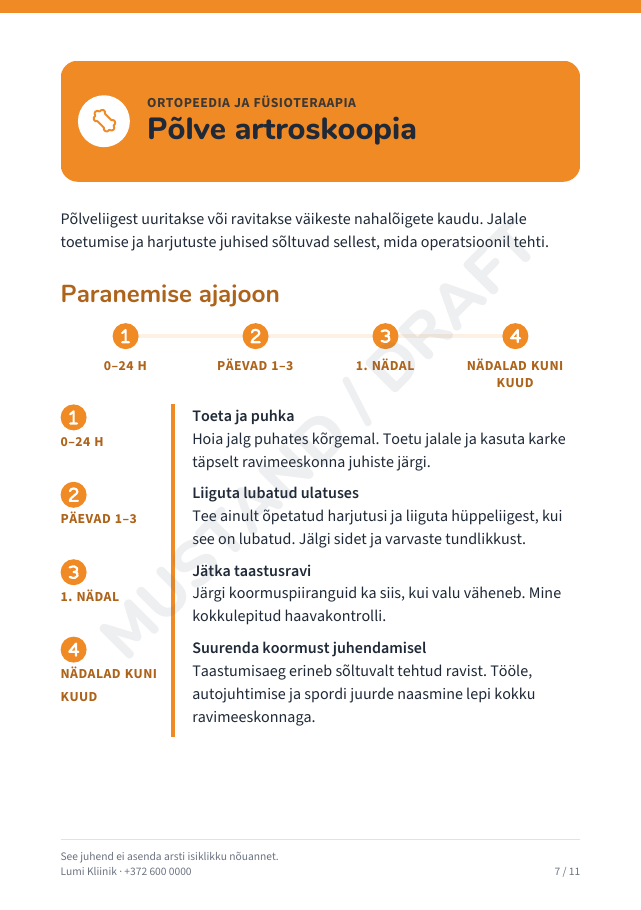 ORTOPEEDIA JA FÜSIOTERAAPIA
Põlve artroskoopia
Põlveliigest uuritakse või ravitakse väikeste nahalõigete kaudu. Jalale
toetumise ja harjutuste juhised sõltuvad sellest, mida operatsioonil tehti.
Paranemise ajajoon
1
0–24 H
2
PÄEVAD 1–3
3
1. NÄDAL
4
NÄDALAD KUNI
KUUD
1
0–24 H
Toeta ja puhka
Hoia jalg puhates kõrgemal. Toetu jalale ja kasuta karke
täpselt ravimeeskonna juhiste järgi.
2
PÄEVAD 1–3
Liiguta lubatud ulatuses
Tee ainult õpetatud harjutusi ja liiguta hüppeliigest, kui
see on lubatud. Jälgi sidet ja varvaste tundlikkust.
3
1. NÄDAL
Jätka taastusravi
Järgi koormuspiiranguid ka siis, kui valu väheneb. Mine
kokkulepitud haavakontrolli.
4
NÄDALAD KUNI
KUUD
Suurenda koormust juhendamisel
Taastumisaeg erineb sõltuvalt tehtud ravist. Tööle,
autojuhtimise ja spordi juurde naasmine lepi kokku
ravimeeskonnaga.
MUSTAND / DRAFT
See juhend ei asenda arsti isiklikku nõuannet.
Lumi Kliinik · +372 600 0000
7 / 11